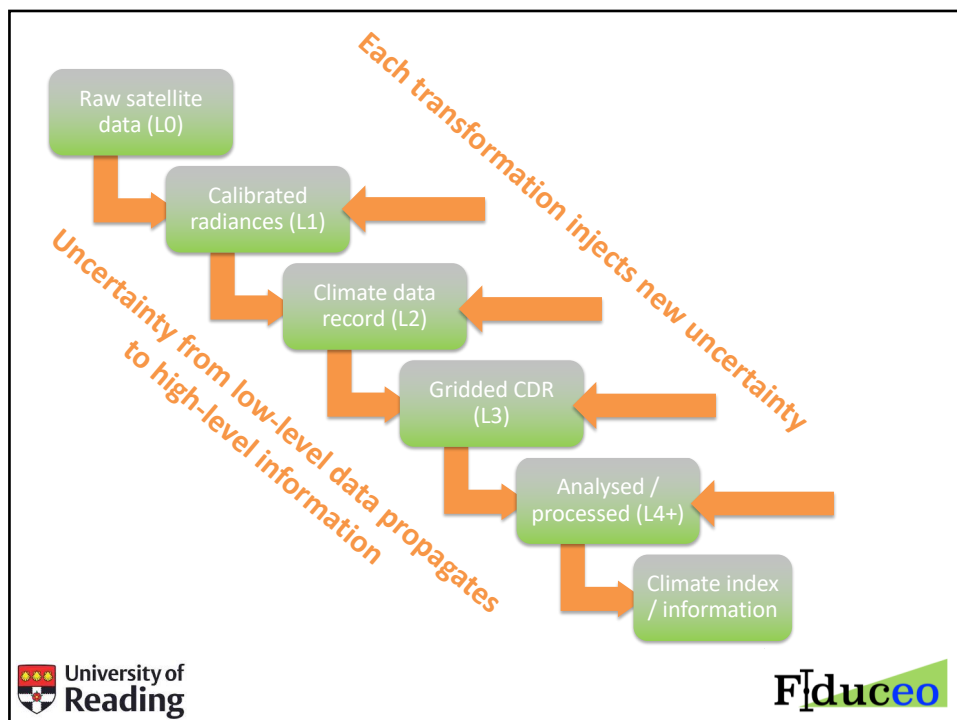 Each transformation injects new uncertainty
Raw satellite
data (L0)
Calibrated
radiances (L1)
Climate data
record (L2)
Gridded CDR
(L3)
Analysed /
processed (L4+)
Climate index
/ information
Uncertainty from low-level data propagates
to high-level information
University of
Reading
Fiduceo